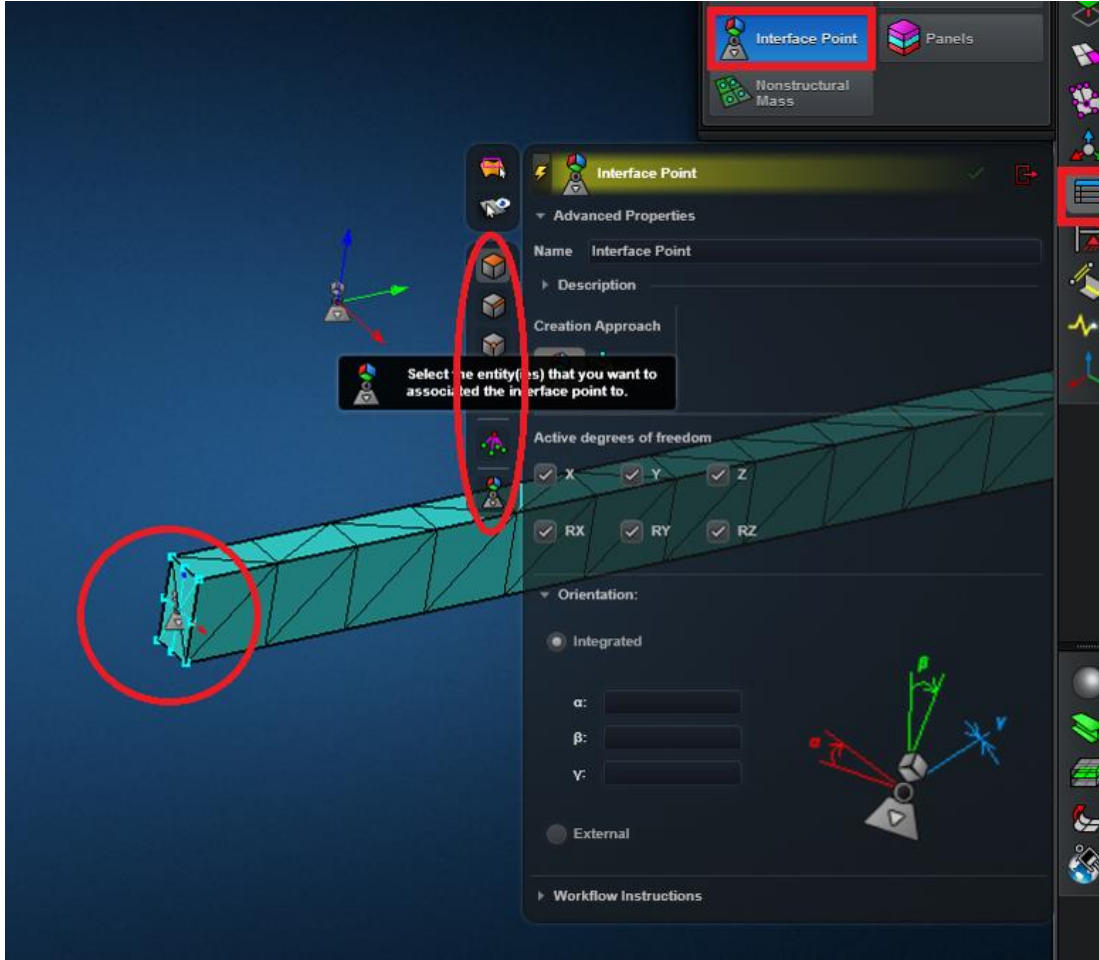 Interface Point
Panels
Nonstructural
Mass
Interface Point
Advanced Properties
Name Interface Point
Description
Creation Approach
Select the entity(ies) that you want to
associated the interface point to.
Active degrees of freedom
X Y Z
RX RY RZ
Orientation:
Integrated
α:
β:
γ:
β
γ
α
External
Workflow Instructions